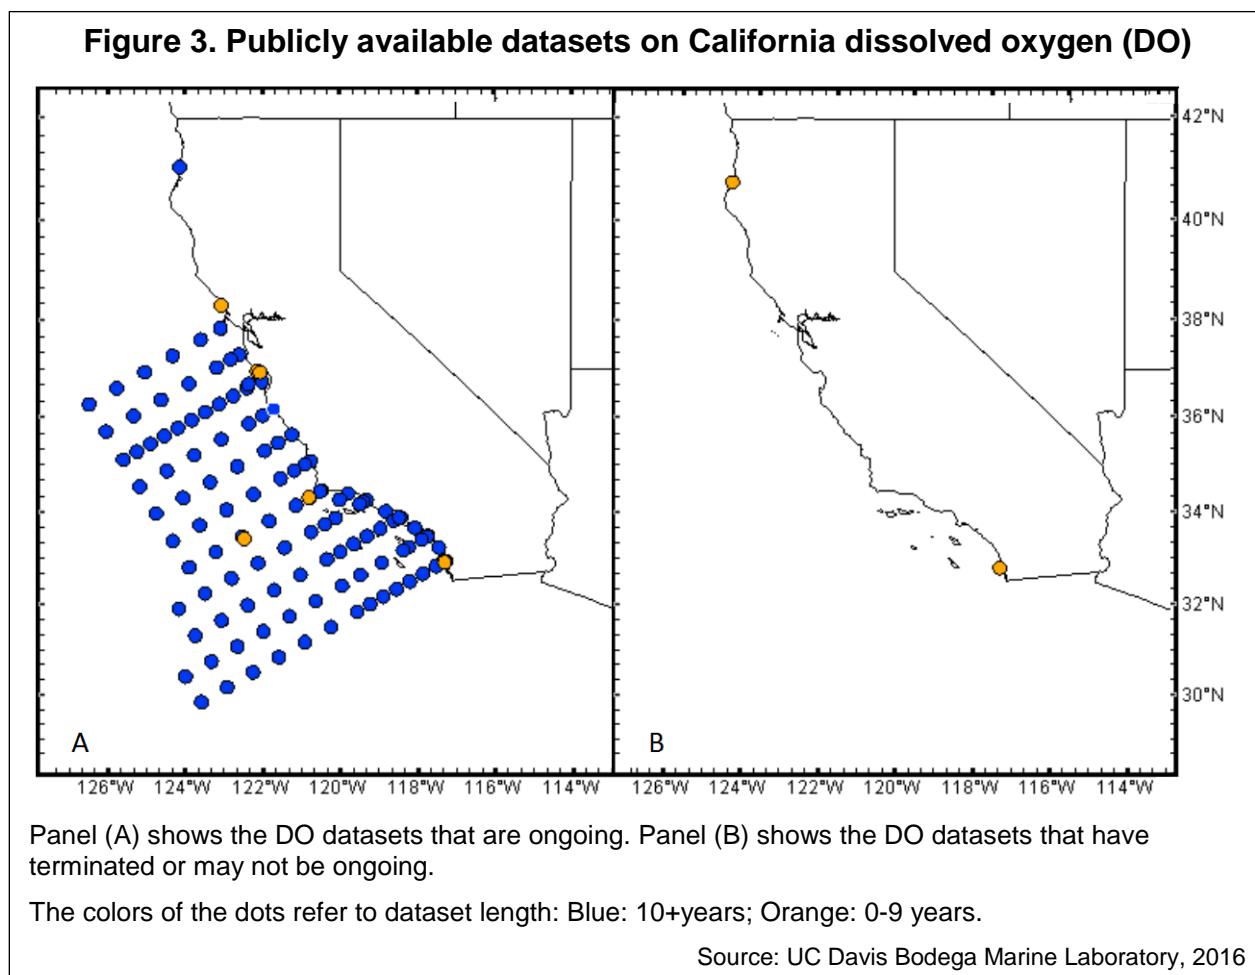 Figure 3. Publicly available datasets on California dissolved oxygen (DO)
42°N
40°N
38°N
36°N
34°N
32°N
30°N
A
B
126°W 124°W 122°W 120°W 118°W 116°W 114°W
126°W 124°W 122°W 120°W 118°W 116°W 114°W
Panel (A) shows the DO datasets that are ongoing. Panel (B) shows the DO datasets that have
terminated or may not be ongoing.
The colors of the dots refer to dataset length: Blue: 10+years; Orange: 0-9 years.
Source: UC Davis Bodega Marine Laboratory, 2016